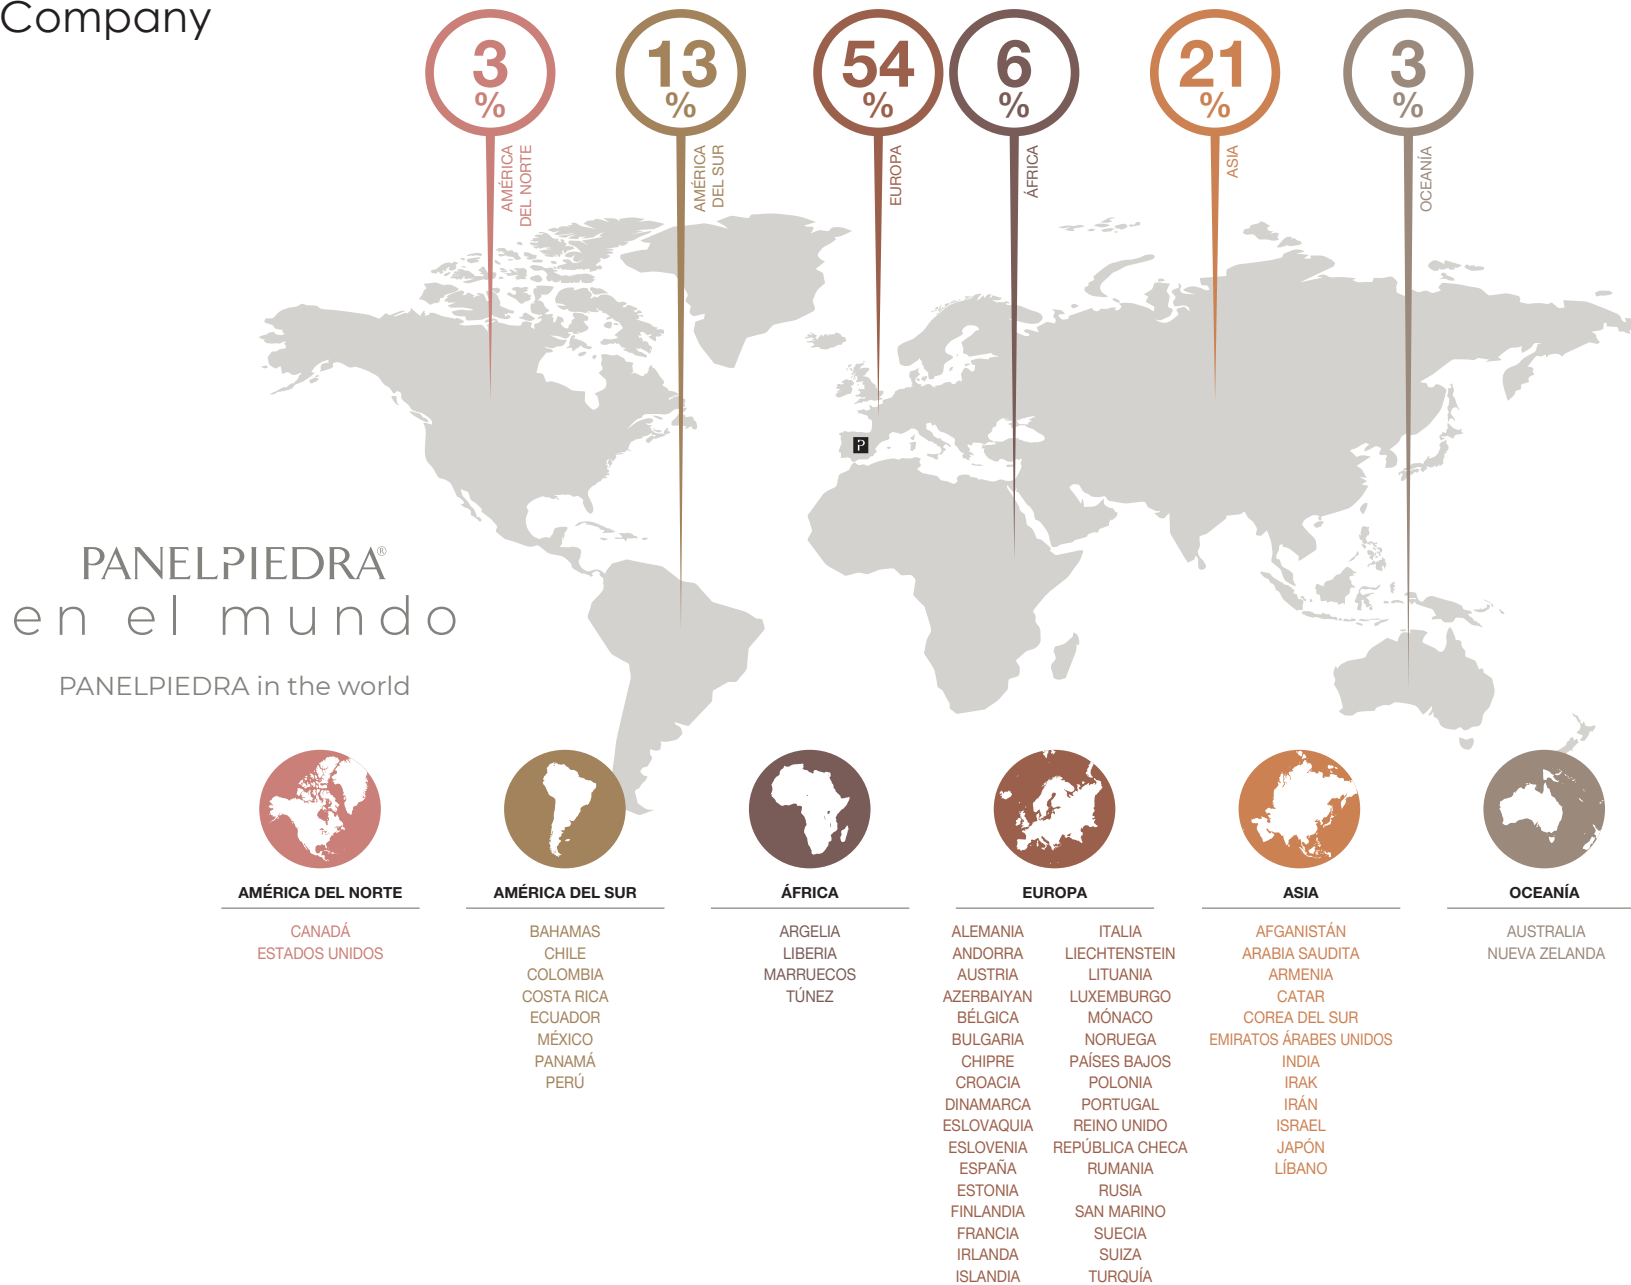 Company
3
%
13
%
54
%
6
%
21
%
3
%
AMÉRICA
DEL NORTE
AMÉRICA
DEL SUR
EUROPA
ÁFRICA
ASIA
OCEANÍA
P
PANELPIEDRA®
en el mundo
PANELPIEDRA in the world
AMÉRICA DEL NORTE
CANADÁ
ESTADOS UNIDOS
AMÉRICA DEL SUR
BAHAMAS
CHILE
COLOMBIA
COSTA RICA
ECUADOR
MÉXICO
PANAMÁ
PERÚ
ÁFRICA
ARGELIA
LIBERIA
MARRUECOS
TÚNEZ
EUROPA
ALEMANIA
ANDORRA
AUSTRIA
AZERBAIYAN
BÉLGICA
BULGARIA
CHIPRE
CROACIA
DINAMARCA
ESLOVAQUIA
ESLOVENIA
ESPAÑA
ESTONIA
FINLANDIA
FRANCIA
IRLANDA
ISLANDIA
ITALIA
LIECHTENSTEIN
LITUANIA
LUXEMBURGO
MÓNACO
NORUEGA
PAÍSES BAJOS
POLONIA
PORTUGAL
REINO UNIDO
REPÚBLICA CHECA
RUMANIA
RUSIA
SAN MARINO
SUECIA
SUIZA
TURQUÍA
ASIA
AFGANISTÁN
ARABIA SAUDITA
ARMENIA
CATAR
COREA DEL SUR
EMIRATOS ÁRABES UNIDOS
INDIA
IRAK
IRÁN
ISRAEL
JAPÓN
LÍBANO
OCEANÍA
AUSTRALIA
NUEVA ZELANDA